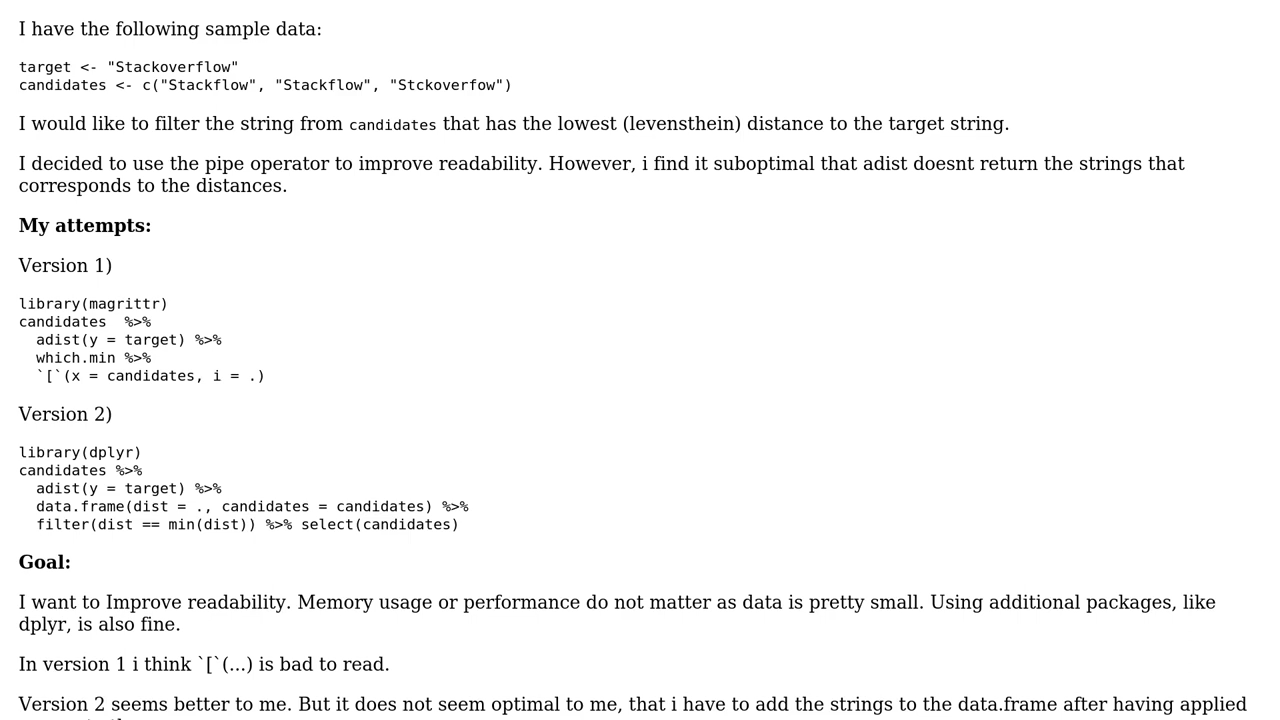 I have the following sample data:
target <- "Stackoverflow"
candidates <- c("Stackflow", "Stackflow", "Stckoverfow")
I would like to filter the string from candidates that has the lowest (levensthein) distance to the target string.
I decided to use the pipe operator to improve readability. However, i find it suboptimal that adist doesnt return the strings that
corresponds to the distances.
My attempts:
Version 1)
library(magrittr)
candidates  %>%
  adist(y = target) %>%
  which.min %>%
  `[`(x = candidates, i = .)
Version 2)
library(dplyr)
candidates %>%
  adist(y = target) %>%
  data.frame(dist = ., candidates = candidates) %>%
  filter(dist == min(dist)) %>% select(candidates)
Goal:
I want to Improve readability. Memory usage or performance do not matter as data is pretty small. Using additional packages, like
dplyr, is also fine.
In version 1 i think `[`(...) is bad to read.
Version 2 seems better to me. But it does not seem optimal to me, that i have to add the strings to the data.frame after having applied